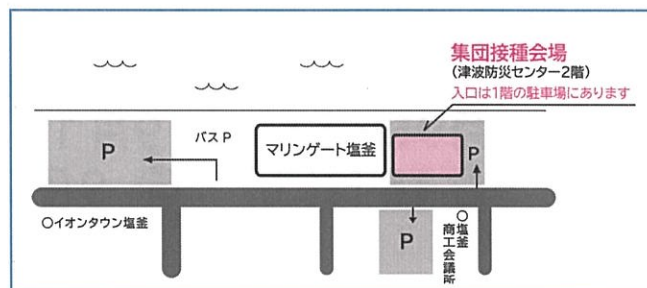 集団接種会場
(津波防災センター2階)
入口は1階の駐車場にあります
P
バスP
マリンゲート塩釜
P
○イオンタウン塩釜
P
○塩釜
商工会議所